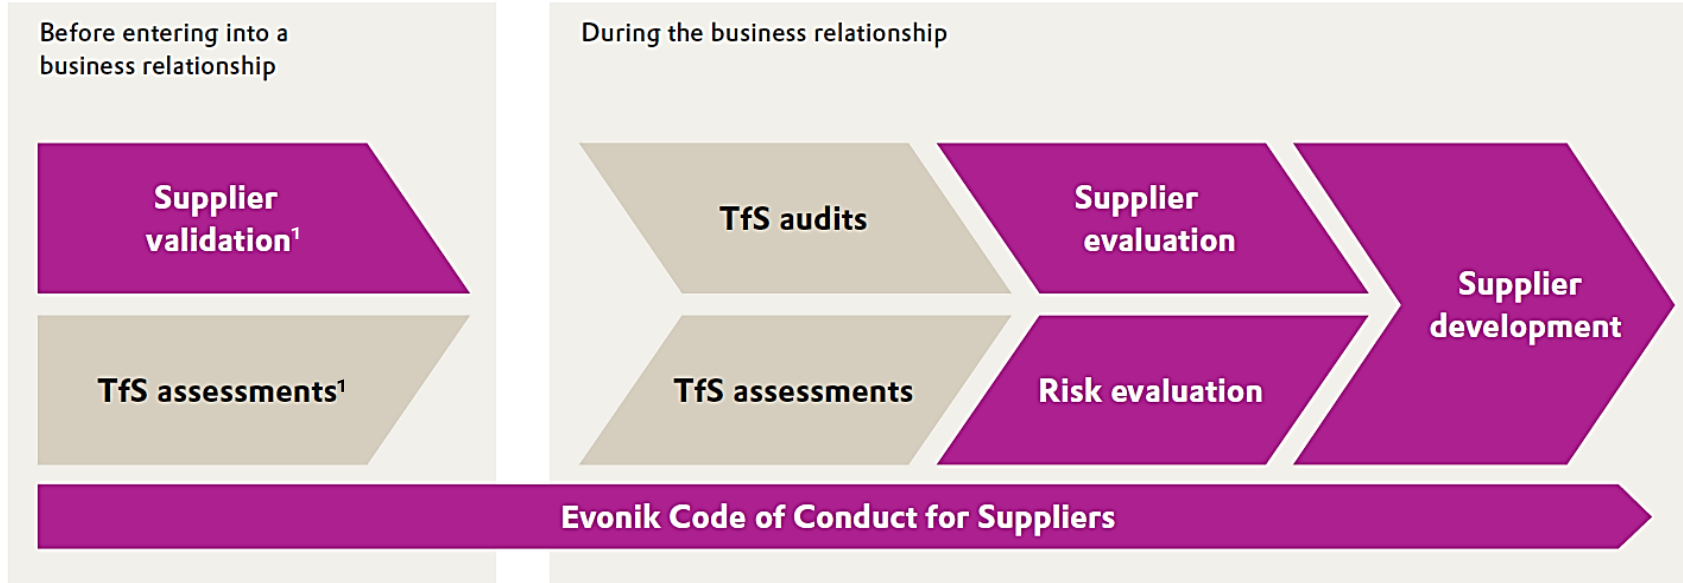 Before entering into a
business relationship
Supplier
validation¹
TfS assessments¹
During the business relationship
TfS audits
Supplier
evaluation
TfS assessments
Risk evaluation
Supplier
development
Evonik Code of Conduct for Suppliers